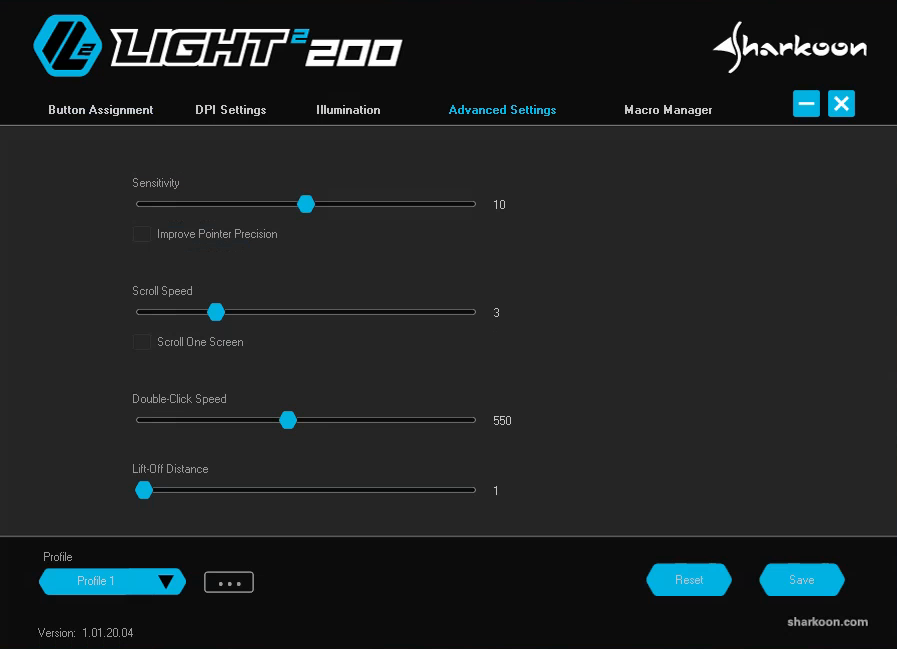 LIGHT² 200
sharkoon
Button Assignment DPI Settings Illumination Advanced Settings Macro Manager
Sensitivity
10
Improve Pointer Precision
Scroll Speed
3
Scroll One Screen
Double-Click Speed
550
Lift-Off Distance
1
Profile
Profile 1
...
Reset Save
sharkoon.com
Version: 1.01.20.04